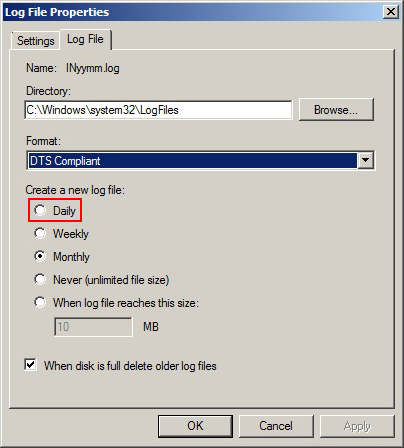 Log File Properties
Settings Log File
Name: INyymm.log
Directory:
C:\Windows\system32\LogFiles Browse...
Format:
DTS Compliant
Create a new log file:
Daily
Weekly
Monthly
Never (unlimited file size)
When log file reaches this size:
10 MB
When disk is full delete older log files
OK Cancel Apply